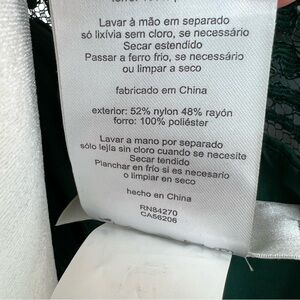 Lavar à mão em separado
só lixívia sem cloro, se necessário
Secar estendido
Passar a ferro frio, se necessário
ou limpar a seco
fabricado em China
exterior: 52% nylon 48% rayón
forro: 100% poliéster
Lavar a mano por separado
sólo lejía sin cloro cuando se necesite
Secar tendido
Planchar en frío si es necesario
o limpiar en seco
hecho en China
RN84270
CA56206